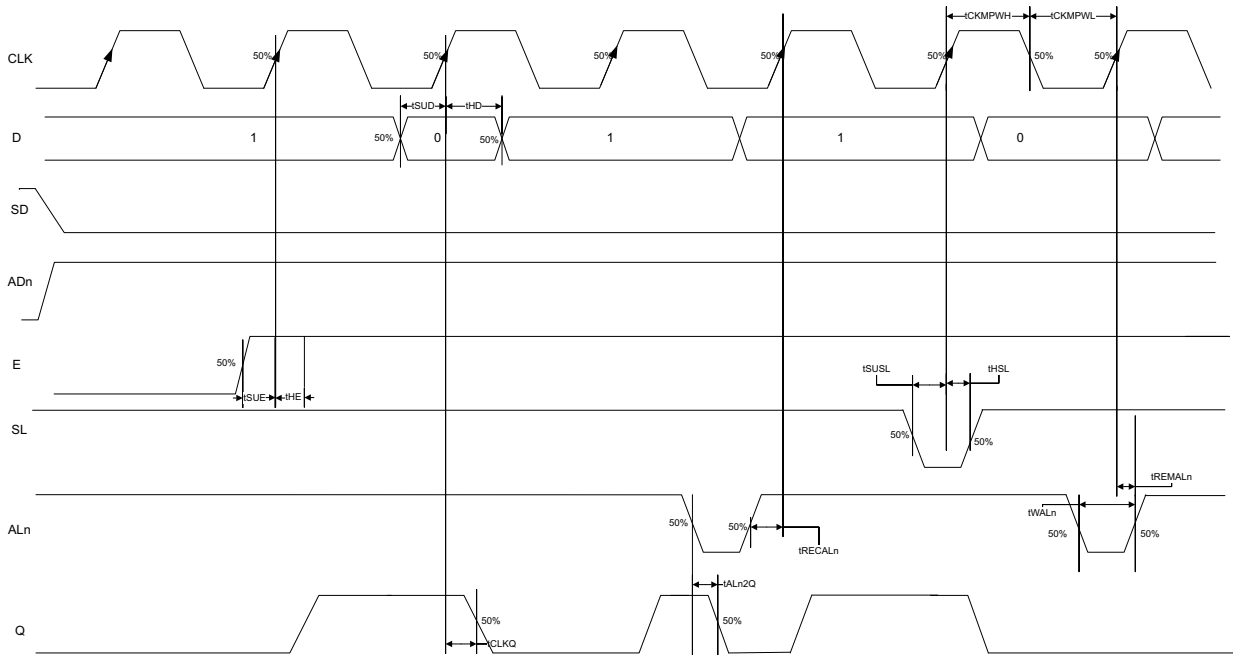 tCKMPWH tCKMPWL
CLK 50% 50% 50% 50% 50% 50%
tSUD tHD
D 1 50% 0 50% 1 1 0
SD
ADn
E 50%
tSUE tHE
tSUSL tHSL
SL 50% 50%
tREMALn
tWALn
ALn 50% 50% 50% 50%
tRECALn
tALn2Q
Q 50% 50%
tCLKQ